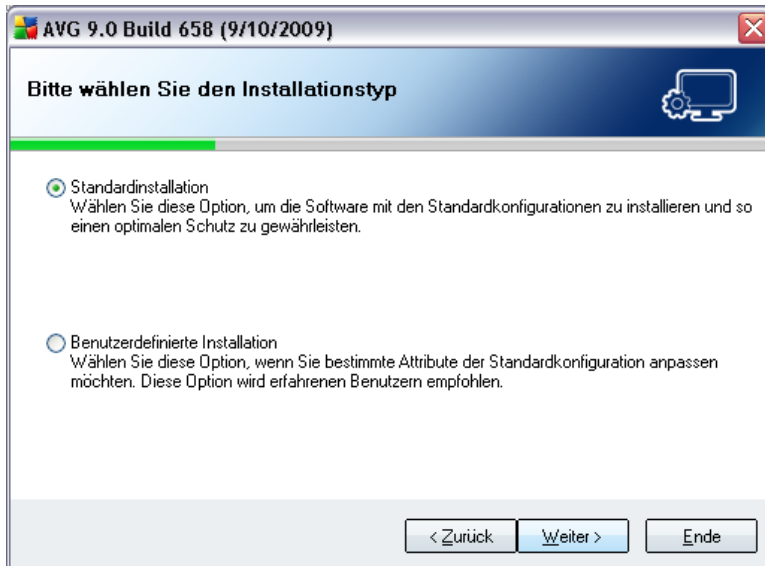 AVG 9.0 Build 658 (9/10/2009)
Bitte wählen Sie den Installationstyp
Standardinstallation
Wählen Sie diese Option, um die Software mit den Standardkonfigurationen zu installieren und so
einen optimalen Schutz zu gewährleisten.
Benutzerdefinierte Installation
Wählen Sie diese Option, wenn Sie bestimmte Attribute der Standardkonfiguration anpassen
möchten. Diese Option wird erfahrenen Benutzern empfohlen.
< Zurück
Weiter >
Ende